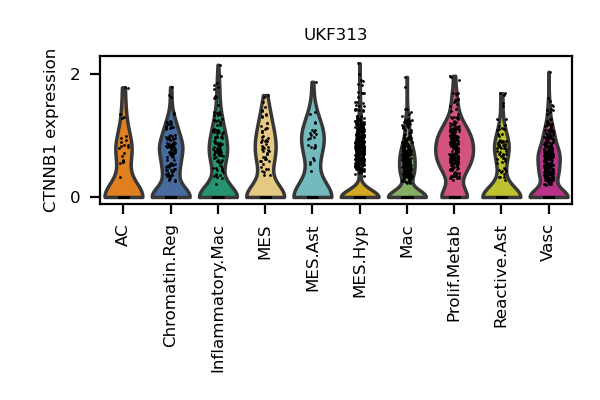 UKF313
CTNNB1 expression
2
0
AC
Chromatin.Reg
Inflammatory.Mac
MES
MES.Ast
MES.Hyp
Mac
Prolif.Metab
Reactive.Ast
Vasc